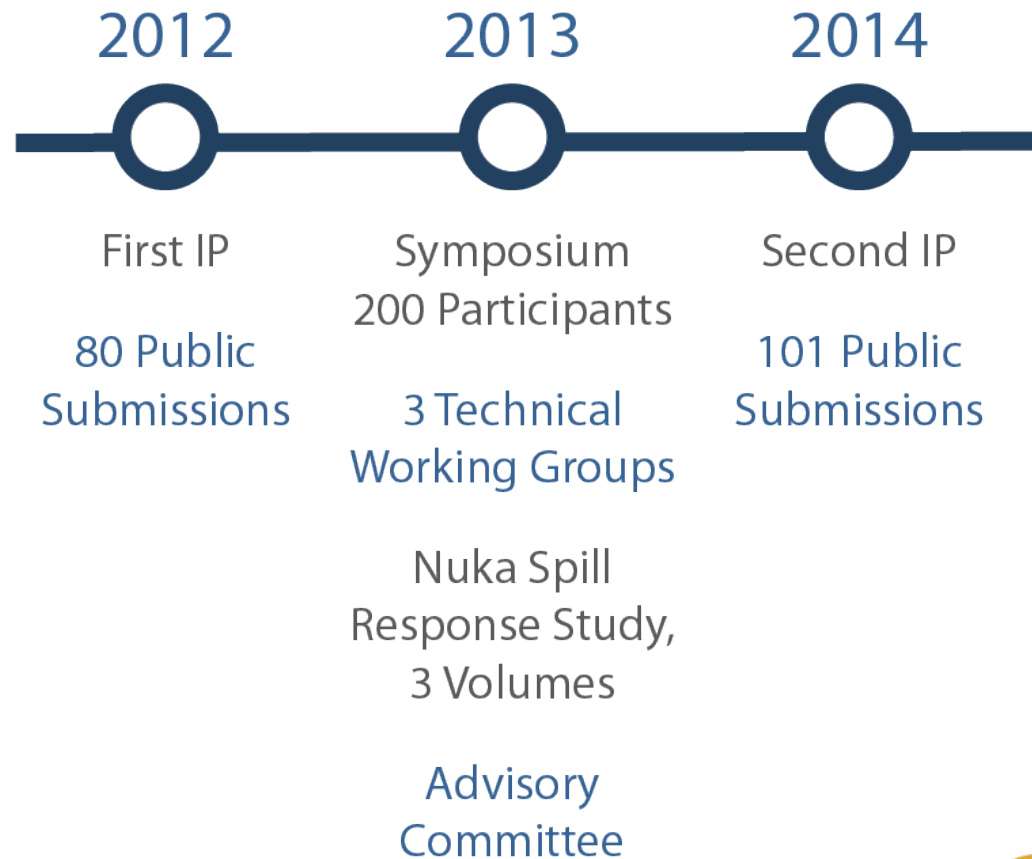 2012
First IP
80 Public
Submissions
2013
Symposium
200 Participants
3 Technical
Working Groups
Nuka Spill
Response Study,
3 Volumes
Advisory
Committee
2014
Second IP
101 Public
Submissions